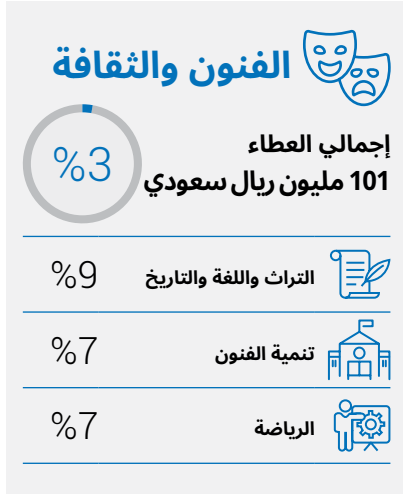 الفنون والثقافة
إجمالي العطاء
101 مليون ريال سعودي
%3
التراث واللغة والتاريخ %9
تنمية الفنون %7
الرياضة %7